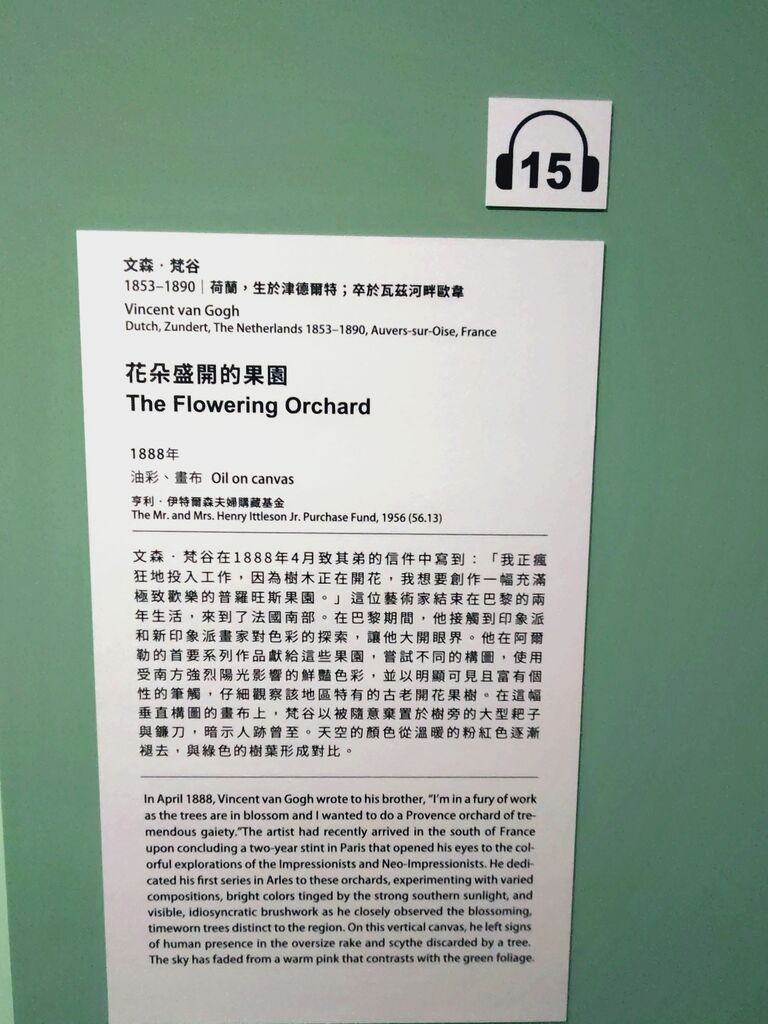 15
文森．梵谷
1853–1890｜荷蘭，生於津德爾特；卒於瓦茲河畔歐韋
Vincent van Gogh
Dutch, Zundert, The Netherlands 1853–1890, Auvers-sur-Oise, France
花朵盛開的果園
The Flowering Orchard
1888年
油彩、畫布 Oil on canvas
亨利．伊特爾森夫婦購藏基金
The Mr. and Mrs. Henry Ittleson Jr. Purchase Fund, 1956 (56.13)
文森．梵谷在1888年4月致其弟的信件中寫到：「我正瘋
狂地投入工作，因為樹木正在開花，我想要創作一幅充滿
極致歡樂的普羅旺斯果園。」這位藝術家結束在巴黎的兩
年生活，來到了法國南部。在巴黎期間，他接觸到印象派
和新印象派畫家對色彩的探索，讓他大開眼界。他在阿爾
勒的首要系列作品獻給這些果園，嘗試不同的構圖，使用
受南方強烈陽光影響的鮮豔色彩，並以明顯可見且富有個
性的筆觸，仔細觀察該地區特有的古老開花果樹。在這幅
垂直構圖的畫布上，梵谷以被隨意棄置於樹旁的大型耙子
與鐮刀，暗示人跡曾至。天空的顏色從溫暖的粉紅色逐漸
褪去，與綠色的樹葉形成對比。
In April 1888, Vincent van Gogh wrote to his brother, “I’m in a fury of work
as the trees are in blossom and I wanted to do a Provence orchard of tre-
mendous gaiety.”The artist had recently arrived in the south of France
upon concluding a two-year stint in Paris that opened his eyes to the col-
orful explorations of the Impressionists and Neo-Impressionists. He dedi-
cated his first series in Arles to these orchards, experimenting with varied
compositions, bright colors tinged by the strong southern sunlight, and
visible, idiosyncratic brushwork as he closely observed the blossoming,
timeworn trees distinct to the region. On this vertical canvas, he left signs
of human presence in the oversize rake and scythe discarded by a tree.
The sky has faded from a warm pink that contrasts with the green foliage.